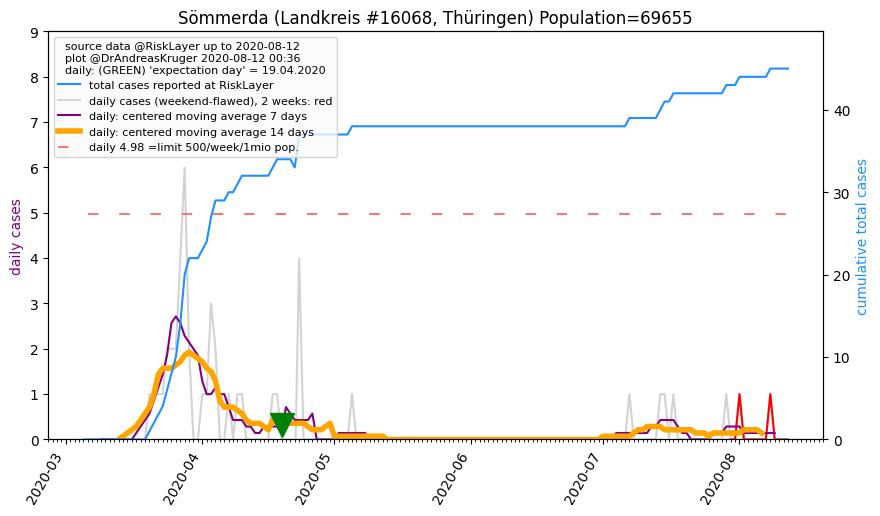 Sömmerda (Landkreis #16068, Thüringen) Population=69655
source data @RiskLayer up to 2020-08-12
plot @DrAndreasKruger 2020-08-12 00:36
daily: (GREEN) 'expectation day' = 19.04.2020
total cases reported at RiskLayer
daily cases (weekend-flawed), 2 weeks: red
daily: centered moving average 7 days
daily: centered moving average 14 days
daily 4.98 =limit 500/week/1mio pop.
daily cases
9
8
7
6
5
4
3
2
1
0
cumulative total cases
40
30
20
10
0
2020-03
2020-04
2020-05
2020-06
2020-07
2020-08